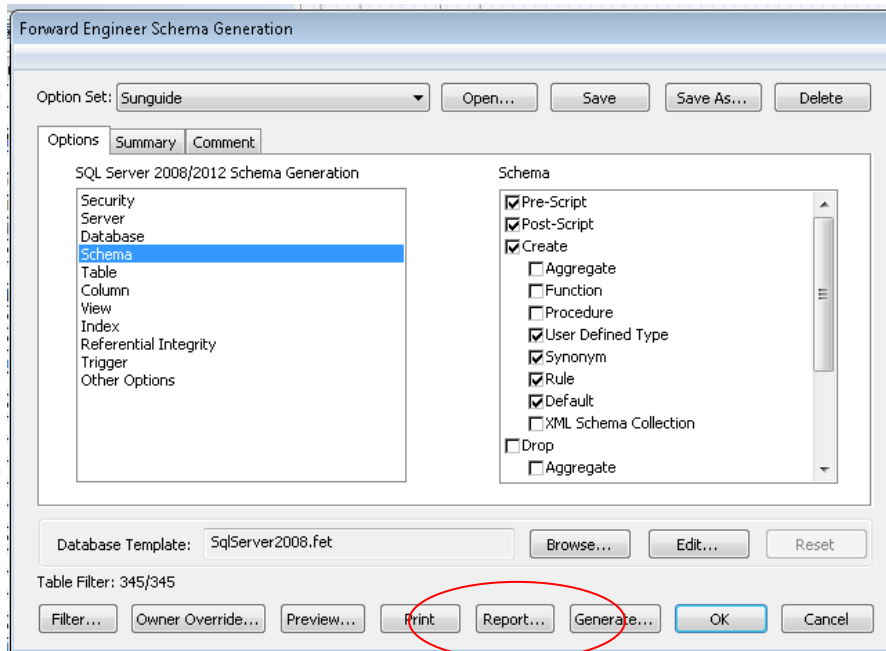 Forward Engineer Schema Generation
Option Set: Sunguide Open... Save Save As... Delete
Options Summary Comment
SQL Server 2008/2012 Schema Generation
Security
Server
Database
Schema
Table
Column
View
Index
Referential Integrity
Trigger
Other Options
Schema
Pre-Script
Post-Script
Create
Aggregate
Function
Procedure
User Defined Type
Synonym
Rule
Default
XML Schema Collection
Drop
Aggregate
Database Template: SqlServer2008.fet Browse... Edit... Reset
Table Filter: 345/345
Filter... Owner Override... Preview... Print Report... Generate... OK Cancel